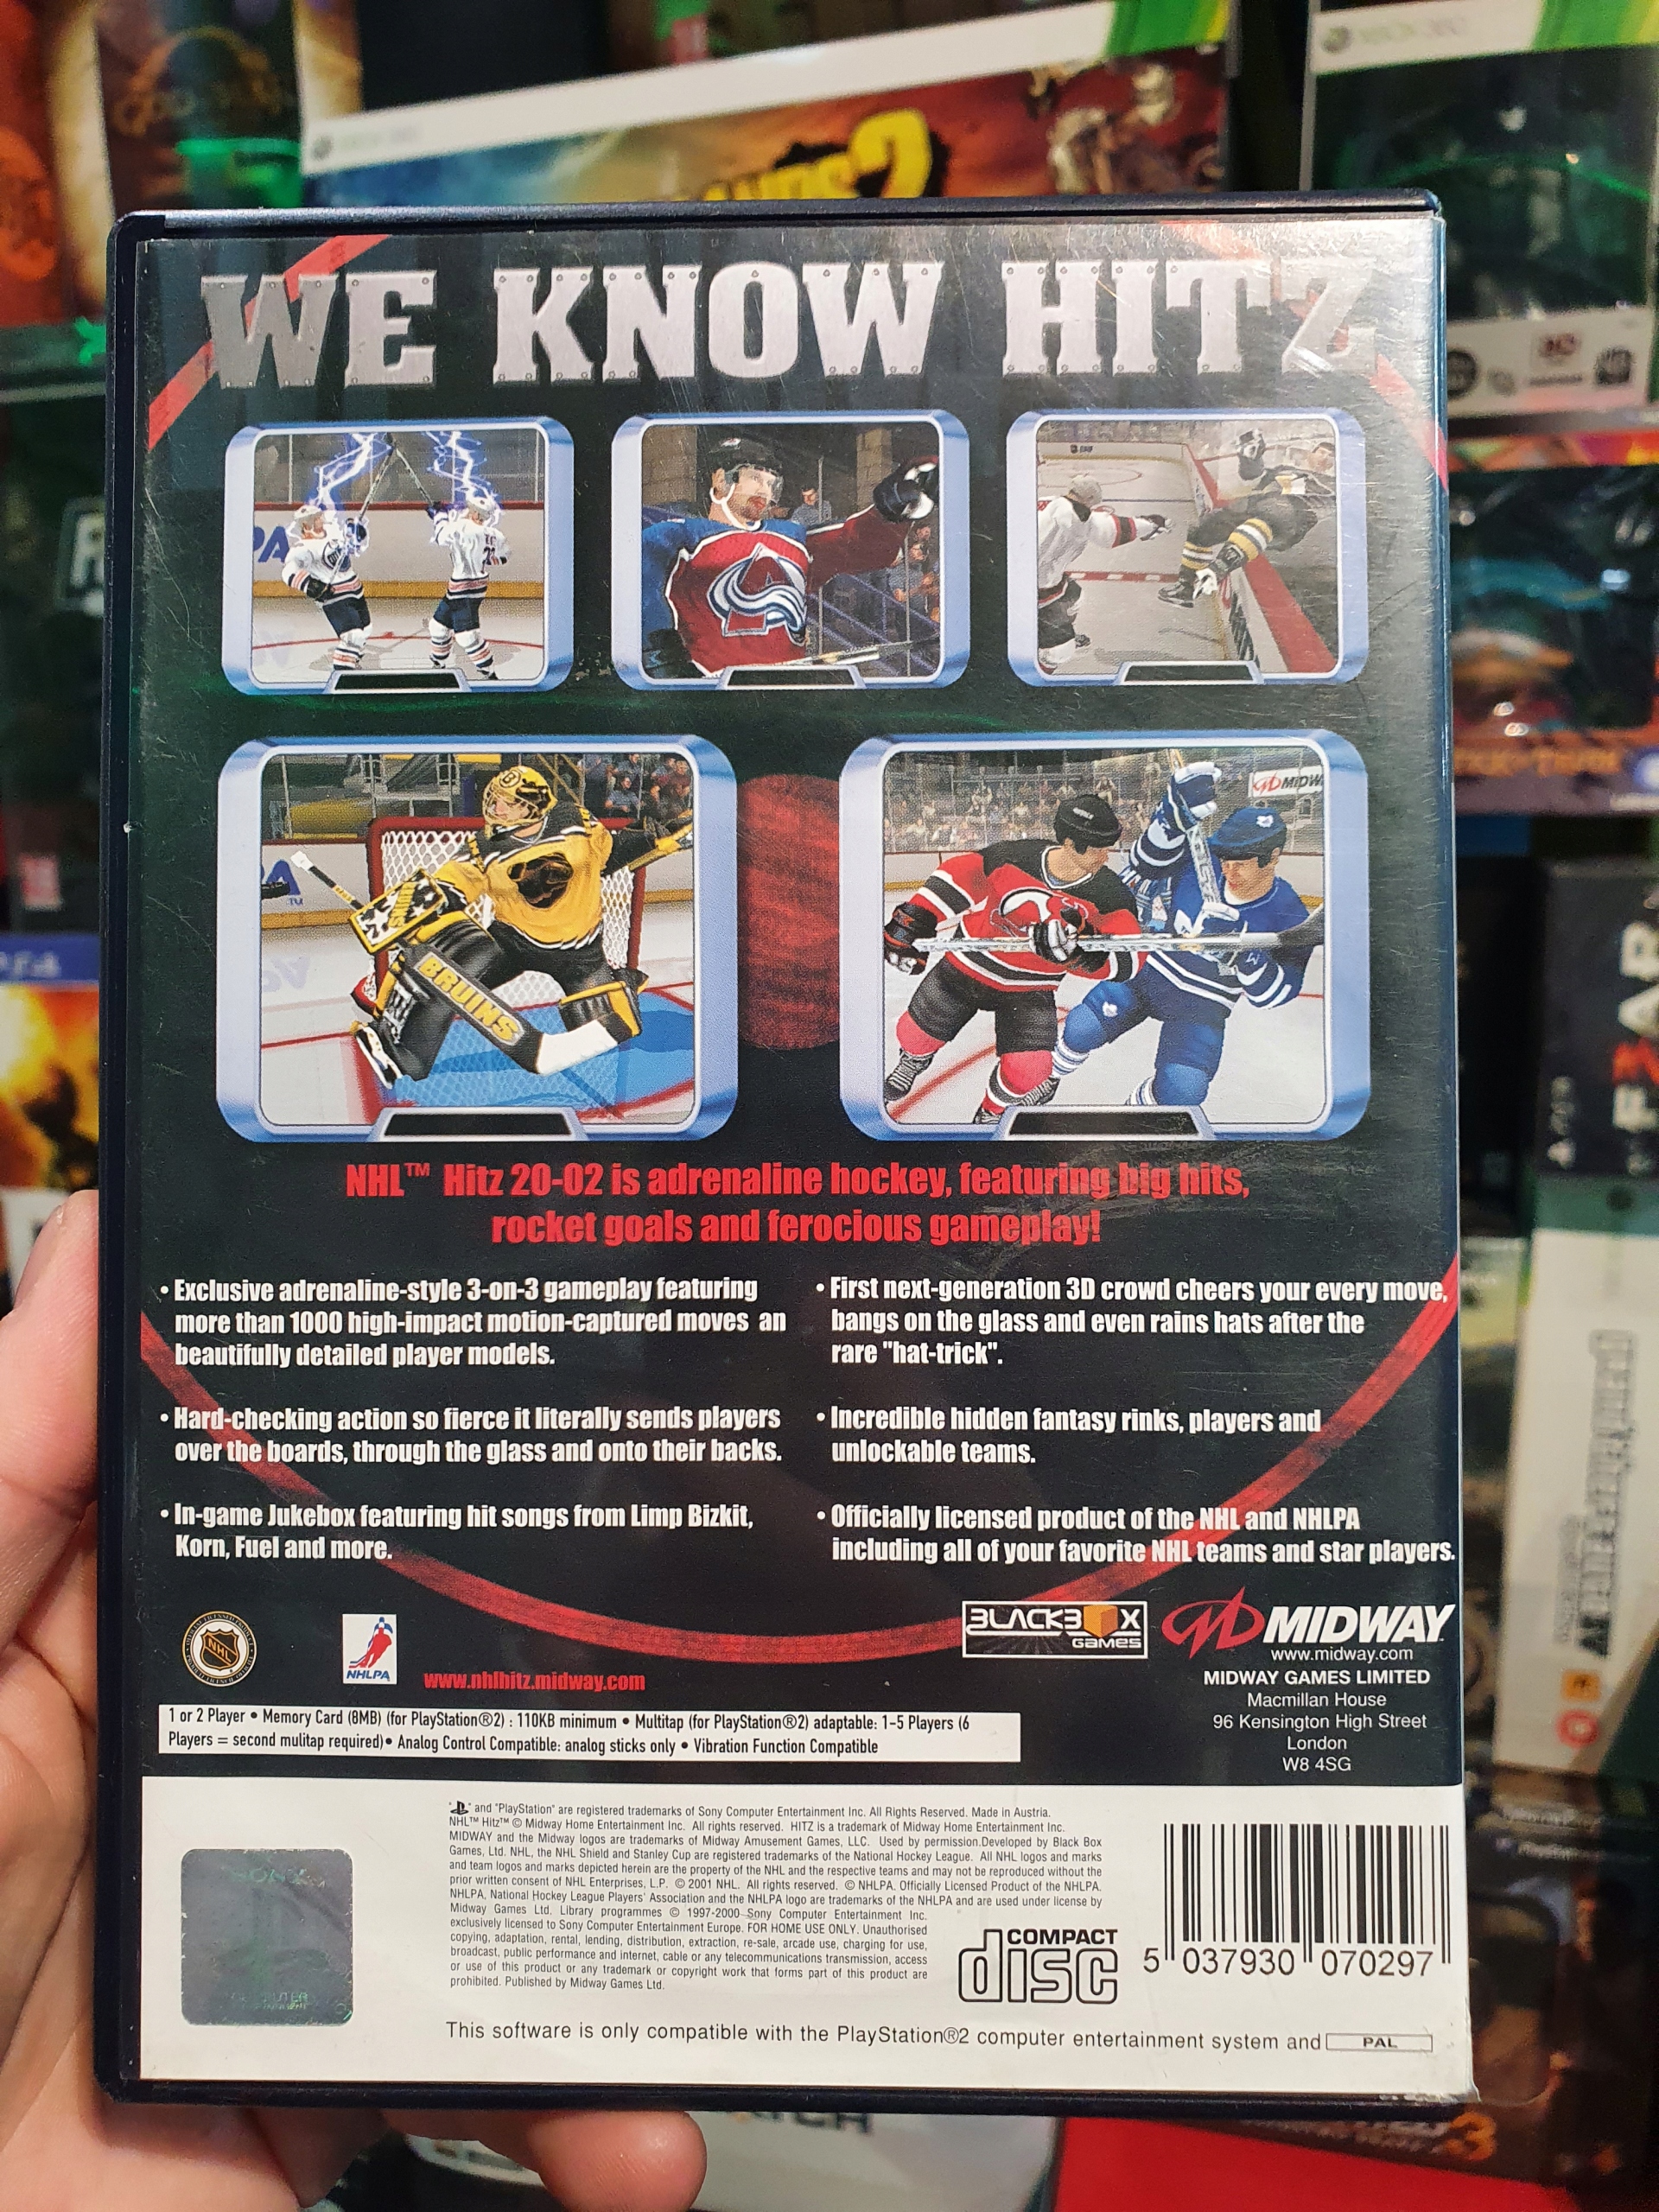 XBOX 360
2
WE KNOW HITZ
BRUINS
MIDW
NHL™ Hitz 20-02 is adrenaline hockey, featuring big hits,
rocket goals and ferocious gameplay!
• Exclusive adrenaline-style 3-on-3 gameplay featuring
more than 1000 high-impact motion-captured moves an
beautifully detailed player models.
• Hard-checking action so fierce it literally sends players
over the boards, through the glass and onto their backs.
• In-game Jukebox featuring hit songs from Limp Bizkit,
Korn, Fuel and more.
• First next-generation 3D crowd cheers your every move,
bangs on the glass and even rains hats after the
rare "hat-trick".
• Incredible hidden fantasy rinks, players and
unlockable teams.
• Officially licensed product of the NHL and NHLPA
including all of your favorite NHL teams and star players.
NHL
NHLPA
www.nhlhitz.midway.com
BLACKBOX
GAMES
MIDWAY
www.midway.com
MIDWAY GAMES LIMITED
Macmillan House
96 Kensington High Street
London
W8 4SG
1 or 2 Player • Memory Card (8MB) (for PlayStation®2) : 110KB minimum • Multitap (for PlayStation®2) adaptable: 1-5 Players (6
Players = second mulitap required)• Analog Control Compatible: analog sticks only • Vibration Function Compatible
" " and "PlayStation" are registered trademarks of Sony Computer Entertainment Inc. All Rights Reserved. Made in Austria.
NHL™ Hitz™ © Midway Home Entertainment Inc. All rights reserved. HITZ is a trademark of Midway Home Entertainment Inc.
MIDWAY and the Midway logos are trademarks of Midway Amusement Games, LLC. Used by permission.Developed by Black Box
Games, Ltd. NHL, the NHL Shield and Stanley Cup are registered trademarks of the National Hockey League. All NHL logos and marks
and team logos and marks depicted herein are the property of the NHL and the respective teams and may not be reproduced without the
prior written consent of NHL Enterprises, L.P. © 2001 NHL. All rights reserved. © NHLPA. Officially Licensed Product of the NHLPA.
NHLPA, National Hockey League Players' Association and the NHLPA logo are trademarks of the NHLPA and are used under license by
Midway Games Ltd. Library programmes © 1997-2000 Sony Computer Entertainment Inc.
exclusively licensed to Sony Computer Entertainment Europe. FOR HOME USE ONLY. Unauthorised
copying, adaptation, rental, lending, distribution, extraction, re-sale, arcade use, charging for use,
broadcast, public performance and internet, cable or any telecommunications transmission, access
or use of this product or any trademark or copyright work that forms part of this product are
prohibited. Published by Midway Games Ltd.
SONY
COMPACT
disc
5 037930 070297
This software is only compatible with the PlayStation®2 computer entertainment system and PAL
PS4
3